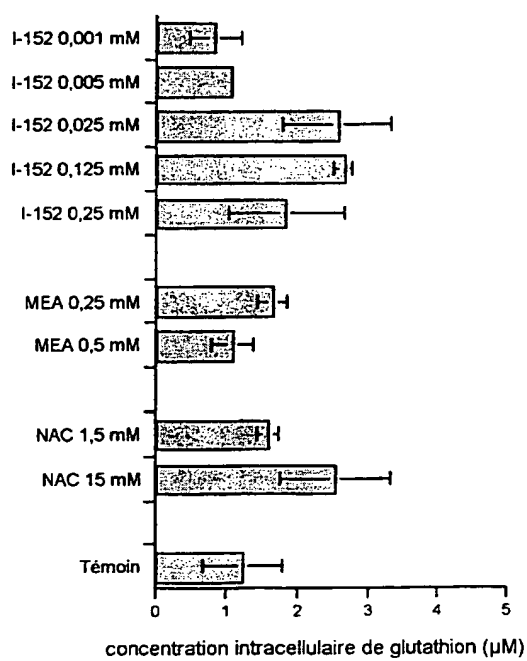 I-152 0,001 mM
I-152 0,005 mM
I-152 0,025 mM
I-152 0,125 mM
I-152 0,25 mM
MEA 0,25 mM
MEA 0,5 mM
NAC 1,5 mM
NAC 15 mM
Témoin
0 1 2 3 4 5
concentration intracellulaire de glutathion (µM)